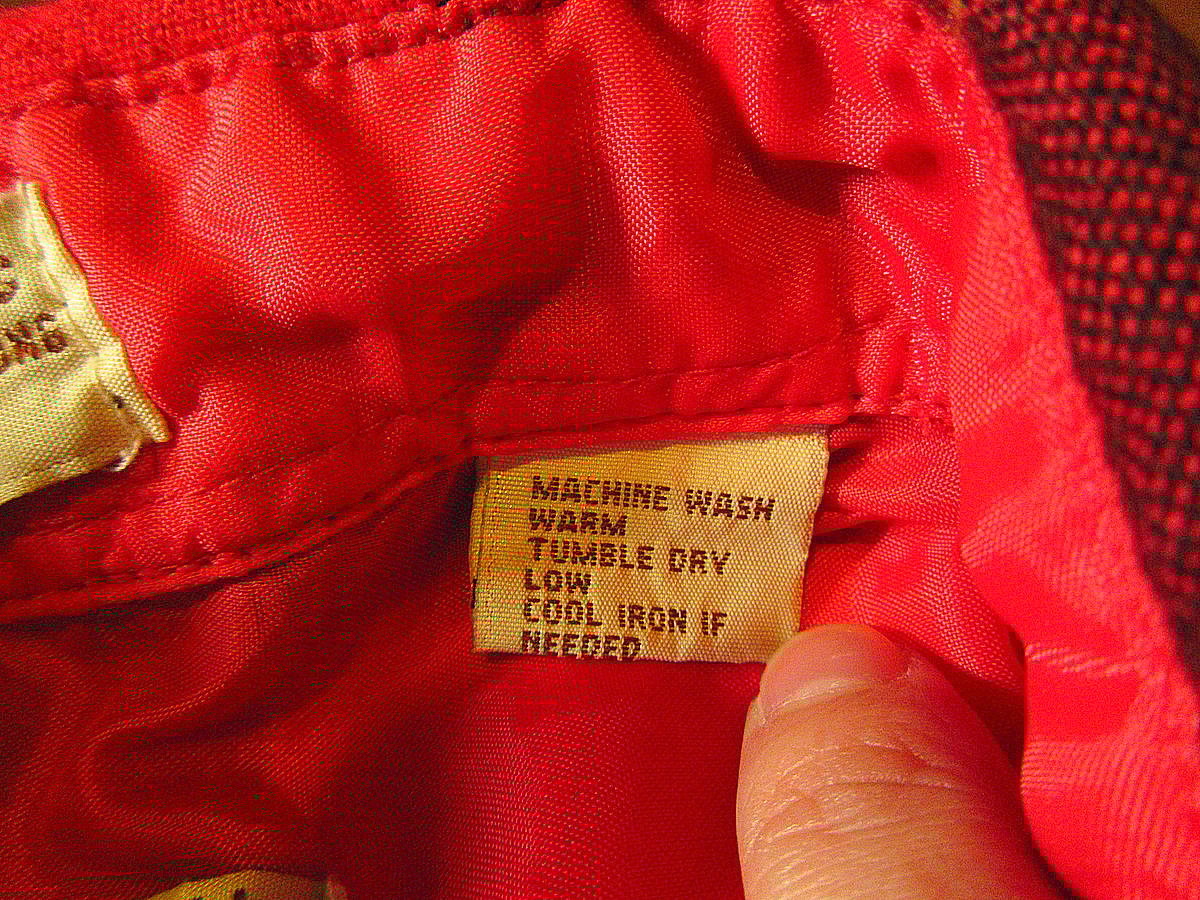 MACHINE WASH
WARM
TUMBLE DRY
LOW
COOL IRON IF
NEEDED